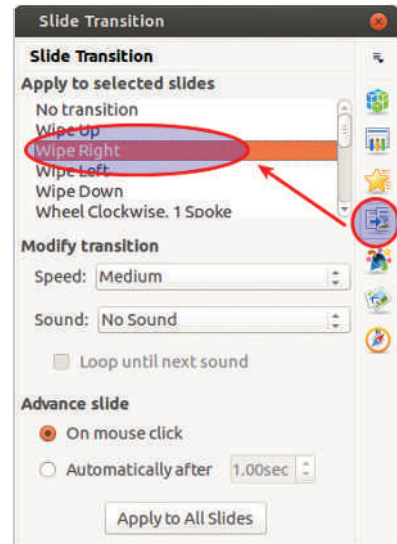 Slide Transition
Slide Transition
Apply to selected slides
No transition
Wipe Up
Wipe Right
Wipe Left
Wipe Down
Wheel Clockwise, 1 Spoke
Modify transition
Speed: Medium
Sound: No Sound
Loop until next sound
Advance slide
On mouse click
Automatically after 1.00sec
Apply to All Slides